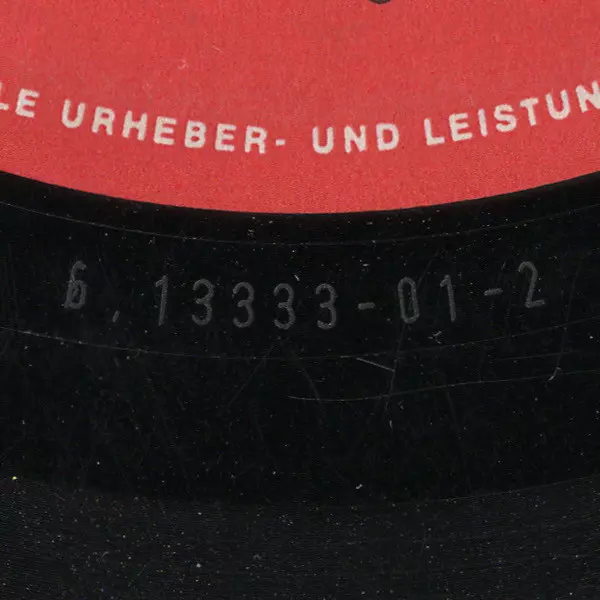 LE URHEBER- UND LEISTUN
6.13333-01-2